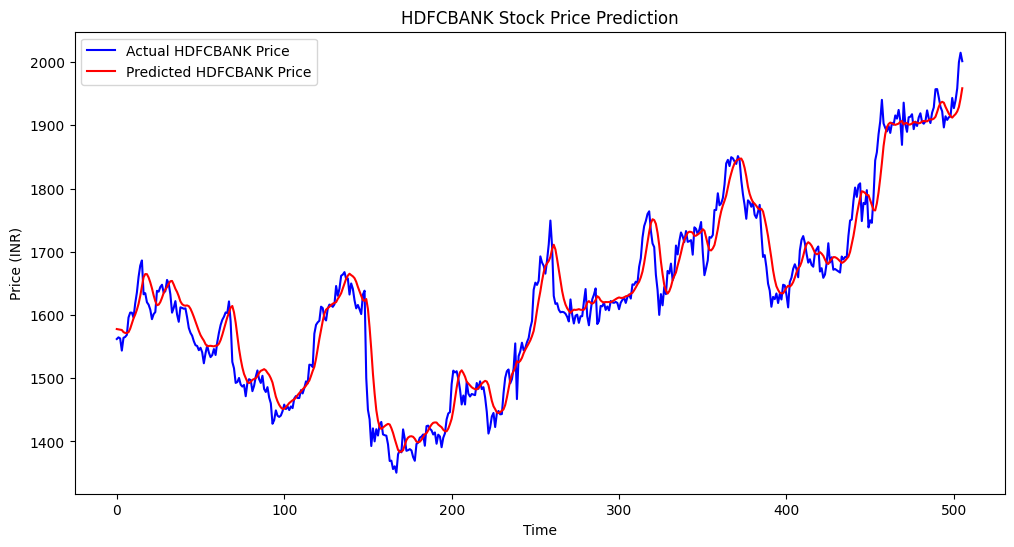 HDFCBANK Stock Price Prediction
Actual HDFCBANK Price
Predicted HDFCBANK Price
2000
1900
1800
1700
1600
1500
1400
Price (INR)
0 100 200 300 400 500
Time